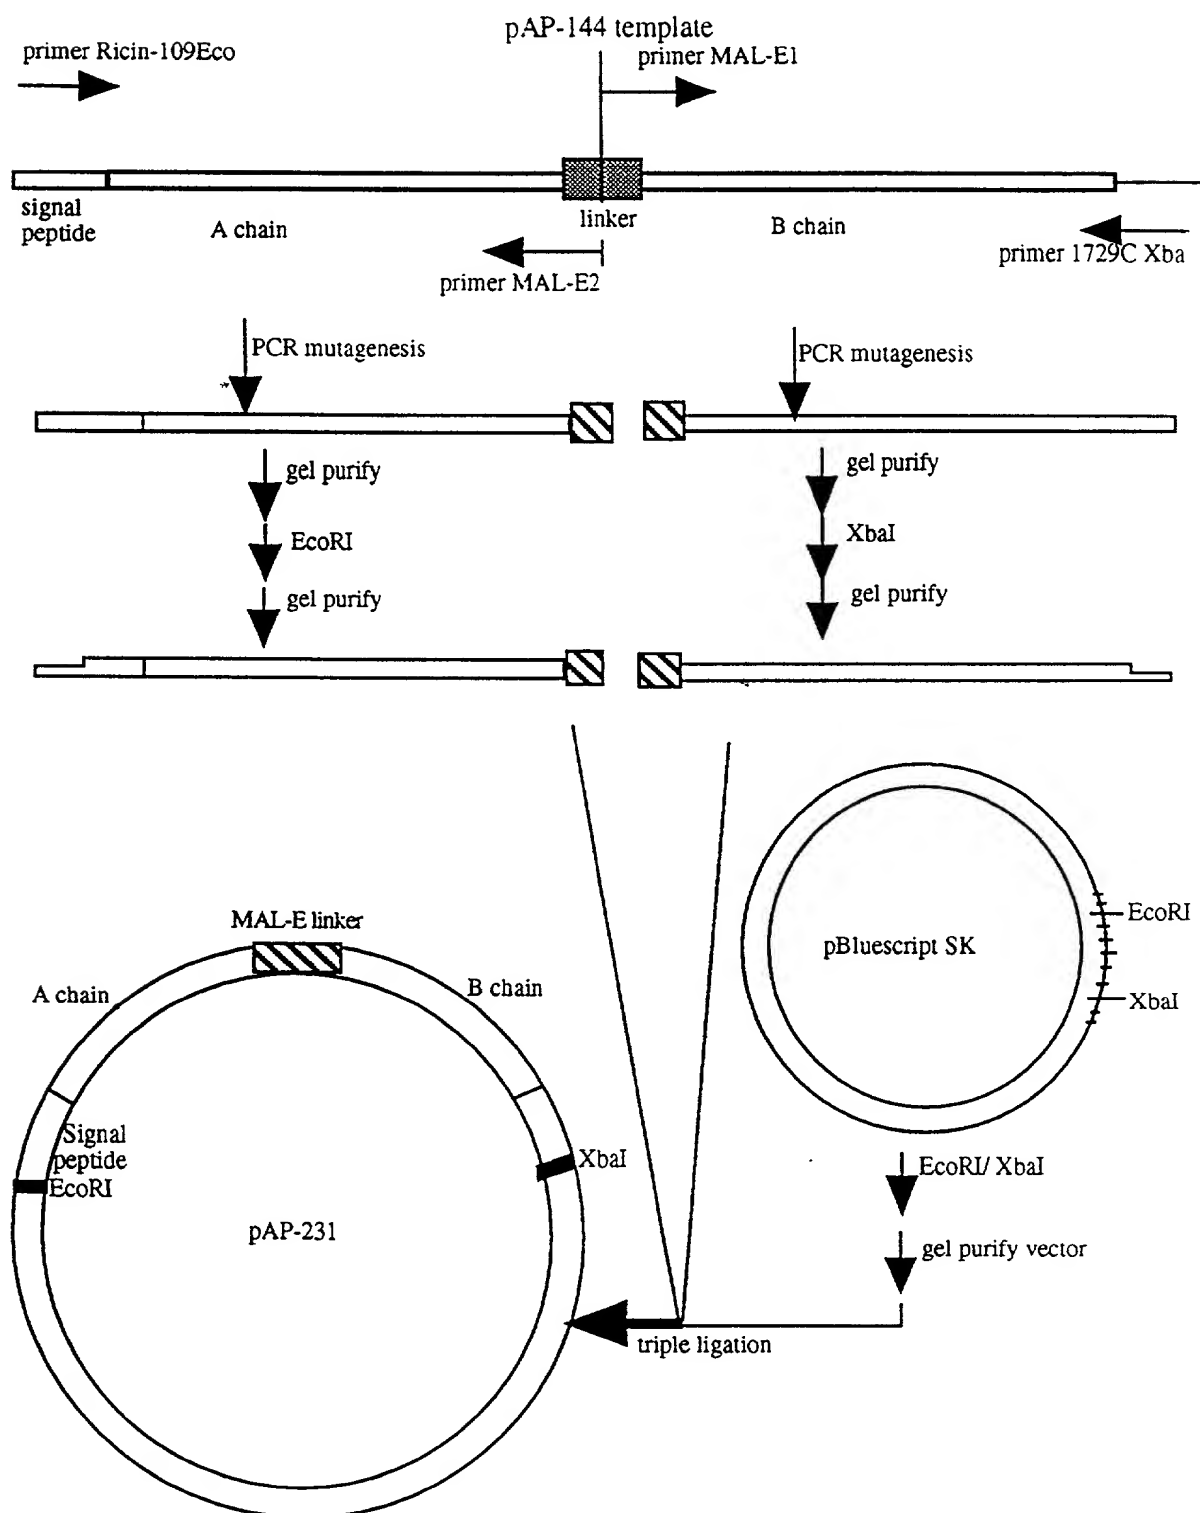 pAP-144 template
primer Ricin-109Eco
primer MAL-E1
signal
peptide
A chain
linker
B chain
primer MAL-E2
primer 1729C Xba
PCR mutagenesis
PCR mutagenesis
gel purify
gel purify
EcoRI
XbaI
gel purify
gel purify
MAL-E linker
A chain
B chain
EcoRI
pBluescript SK
XbaI
Signal
peptide
EcoRI
XbaI
EcoRI/ XbaI
pAP-231
gel purify vector
triple ligation